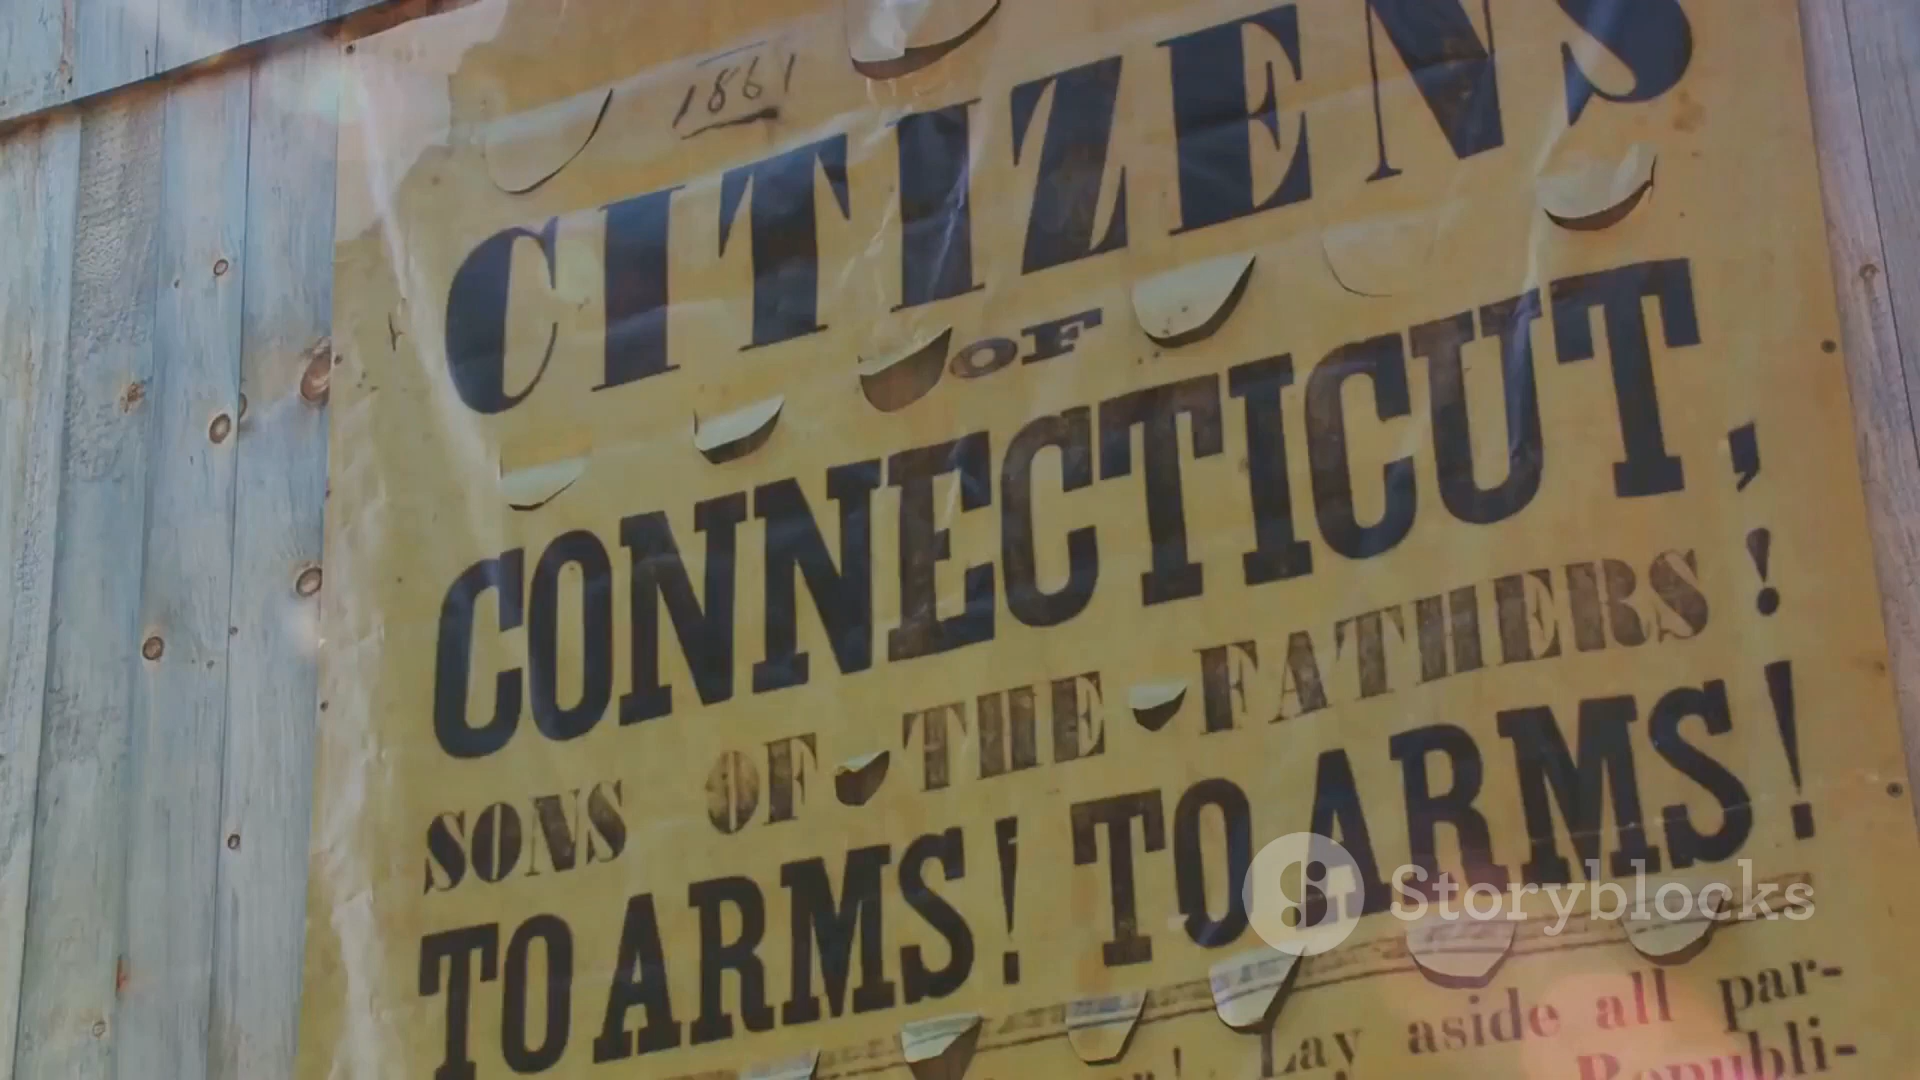 1861
CITIZENS
OF
CONNECTICUT,
SONS OF THE FATHERS!
TO ARMS! TO ARMS!
Storyblocks
Lay aside all par-
Republi-